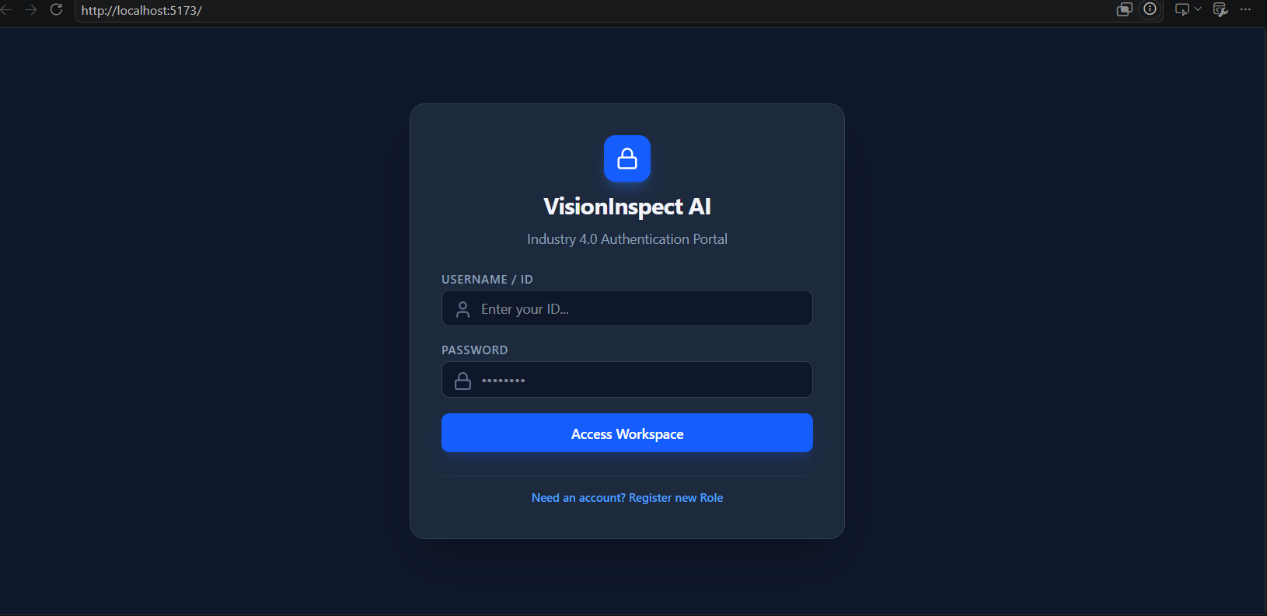 http://localhost:5173/
VisionInspect AI
Industry 4.0 Authentication Portal
USERNAME / ID
Enter your ID...
PASSWORD
••••••••
Access Workspace
Need an account? Register new Role